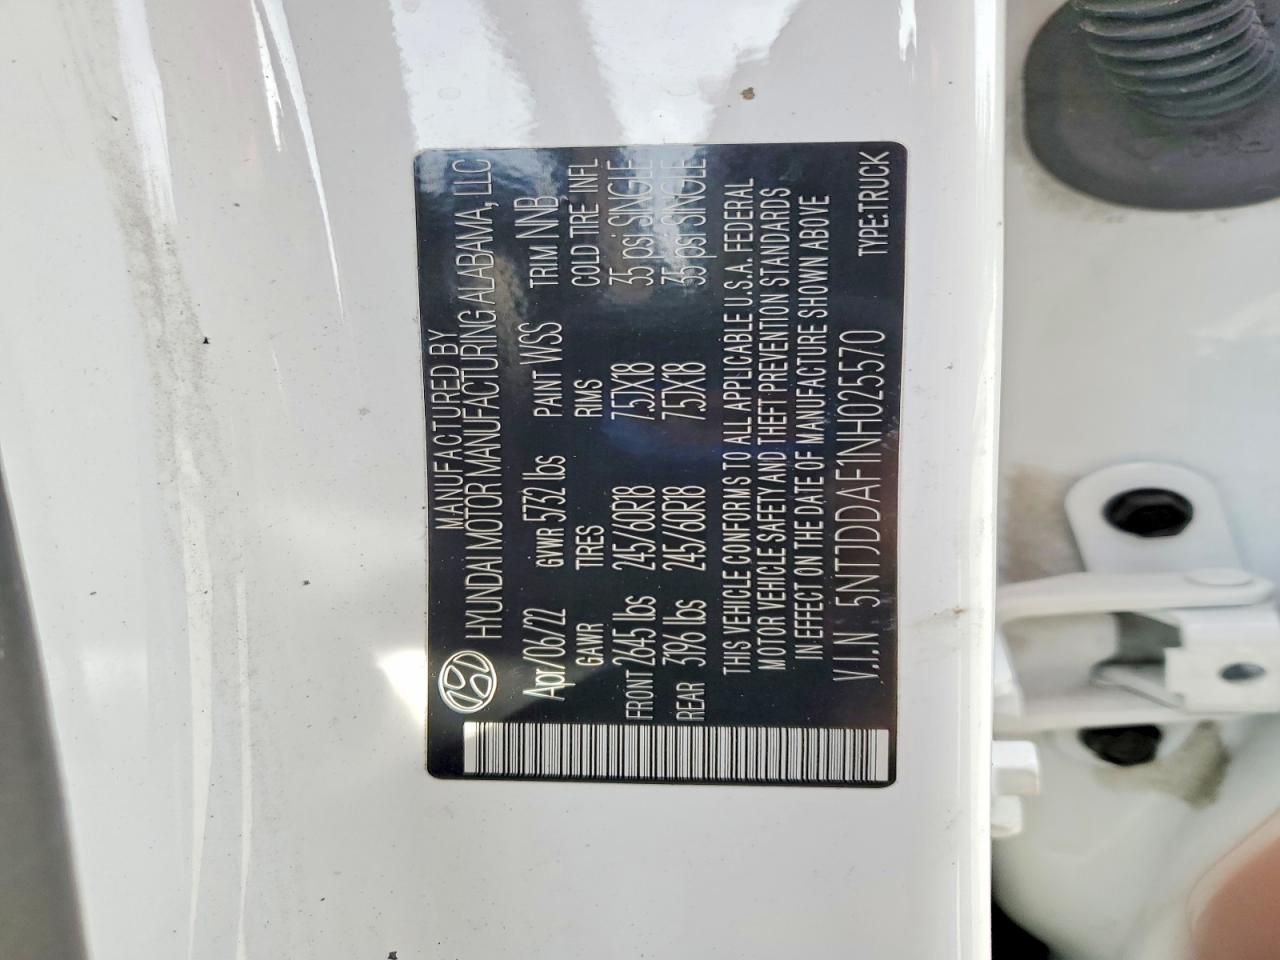 MANUFACTURED BY
HYUNDAI MOTOR MANUFACTURING ALABAMA, LLC
Apr/06/22 GVWR 5732 lbs PAINT WSS TRIM NNB
GAWR TIRES RIMS COLD TIRE INFL
FRONT 2645 lbs 245/60R18 7.5JX18 35 psi SINGLE
REAR 3196 lbs 245/60R18 7.5JX18 35 psi SINGLE
THIS VEHICLE CONFORMS TO ALL APPLICABLE U.S.A. FEDERAL
MOTOR VEHICLE SAFETY AND THEFT PREVENTION STANDARDS
IN EFFECT ON THE DATE OF MANUFACTURE SHOWN ABOVE
V.I.N 5NTJDDAF1NH025570 TYPE:TRUCK